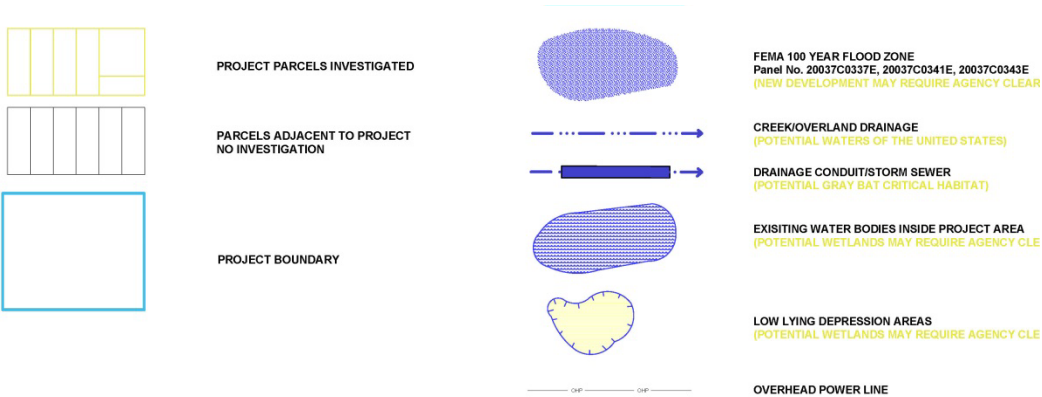 PROJECT PARCELS INVESTIGATED
PARCELS ADJACENT TO PROJECT
NO INVESTIGATION
PROJECT BOUNDARY
FEMA 100 YEAR FLOOD ZONE
Panel No. 20037C0337E, 20037C0341E, 20037C0343E
(NEW DEVELOPMENT MAY REQUIRE AGENCY CLEAR
CREEK/OVERLAND DRAINAGE
(POTENTIAL WATERS OF THE UNITED STATES)
DRAINAGE CONDUIT/STORM SEWER
(POTENTIAL GRAY BAT CRITICAL HABITAT)
EXISITING WATER BODIES INSIDE PROJECT AREA
(POTENTIAL WETLANDS MAY REQUIRE AGENCY CLE
LOW LYING DEPRESSION AREAS
(POTENTIAL WETLANDS MAY REQUIRE AGENCY CLE
OHP OHP
OVERHEAD POWER LINE